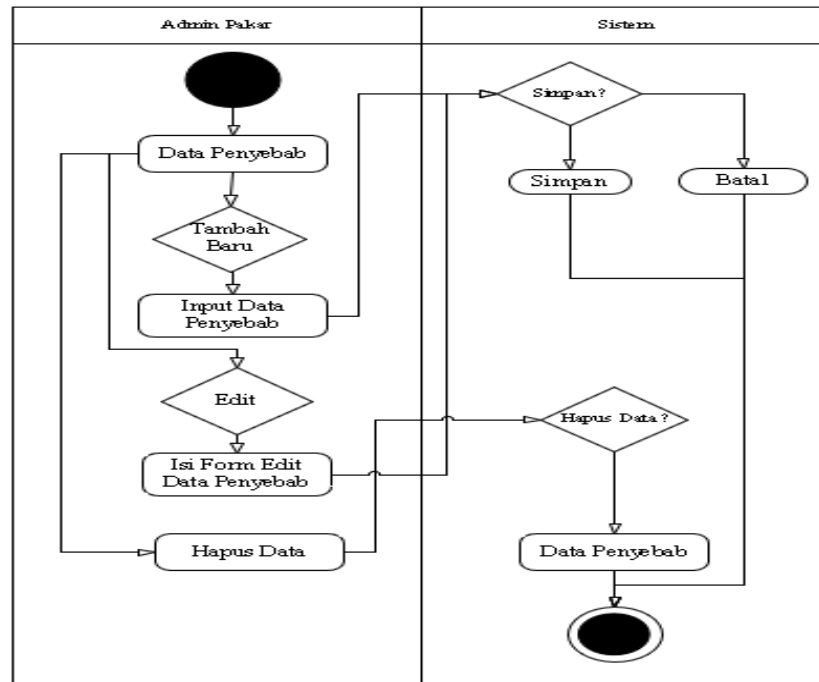 Admin Pakar
Sistem
Simpan?
Data Penyebab
Simpan
Batal
Tambah
Baru
Input Data
Penyebab
Edit
Hapus Data?
Isi Form Edit
Data Penyebab
Hapus Data
Data Penyebab